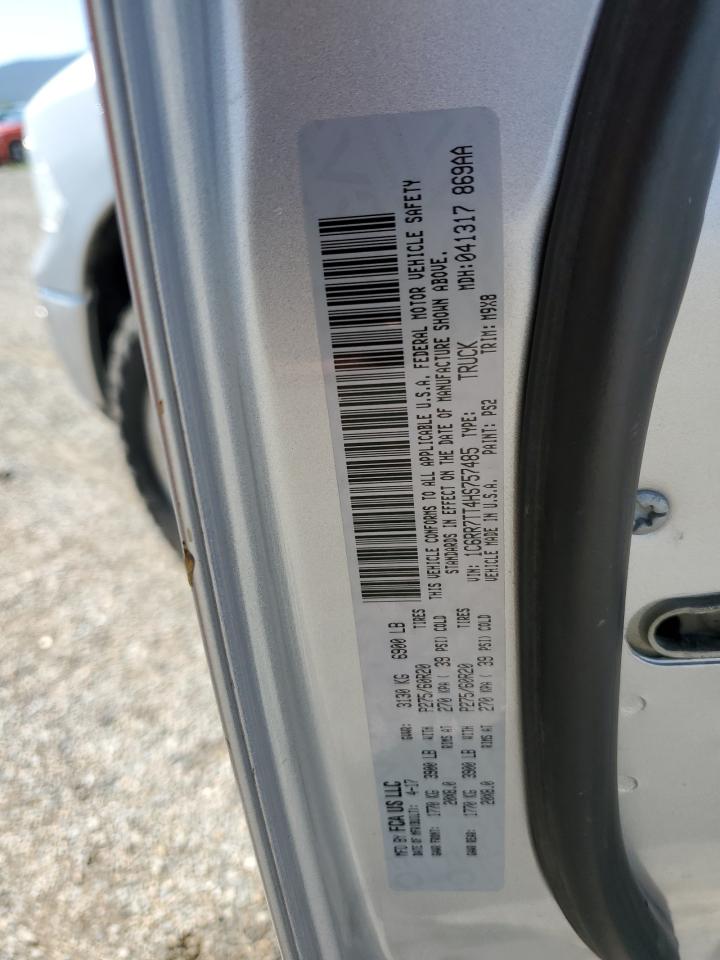 MFD BY FCA US LLC
DATE OF MFR 4-17
GVWR: 3130 KG 6900 LB
GAWR FRONT: 1770 KG 3900 LB WITH P275/60R20 TIRES
20X8.0 RIMS AT 270 KPA ( 39 PSI) COLD
GAWR REAR: 1770 KG 3900 LB WITH P275/60R20 TIRES
20X8.0 RIMS AT 270 KPA ( 39 PSI) COLD
THIS VEHICLE CONFORMS TO ALL APPLICABLE U.S.A. FEDERAL MOTOR VEHICLE SAFETY
STANDARDS IN EFFECT ON THE DATE OF MANUFACTURE SHOWN ABOVE.
VIN: 1C6RR7TT4HS757485 TYPE: TRUCK MDH:041317 869AA
VEHICLE MADE IN U.S.A. PAINT: PS2 TRIM: M9X8